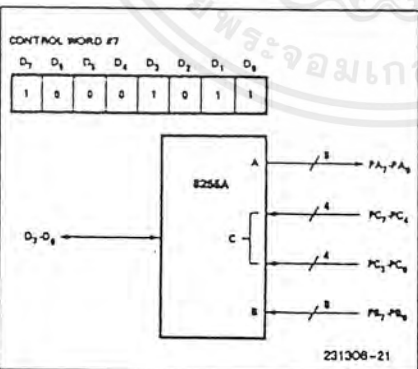 CONTROL WORD #7
D7 D6 D5 D4 D3 D2 D1 D0
1 0 0 0 1 0 1 1
8255A
A
8
PA7-PA0
4
PC7-PC4
D7-D0
C
4
PC3-PC0
B
8
PB7-PB0
231308-21